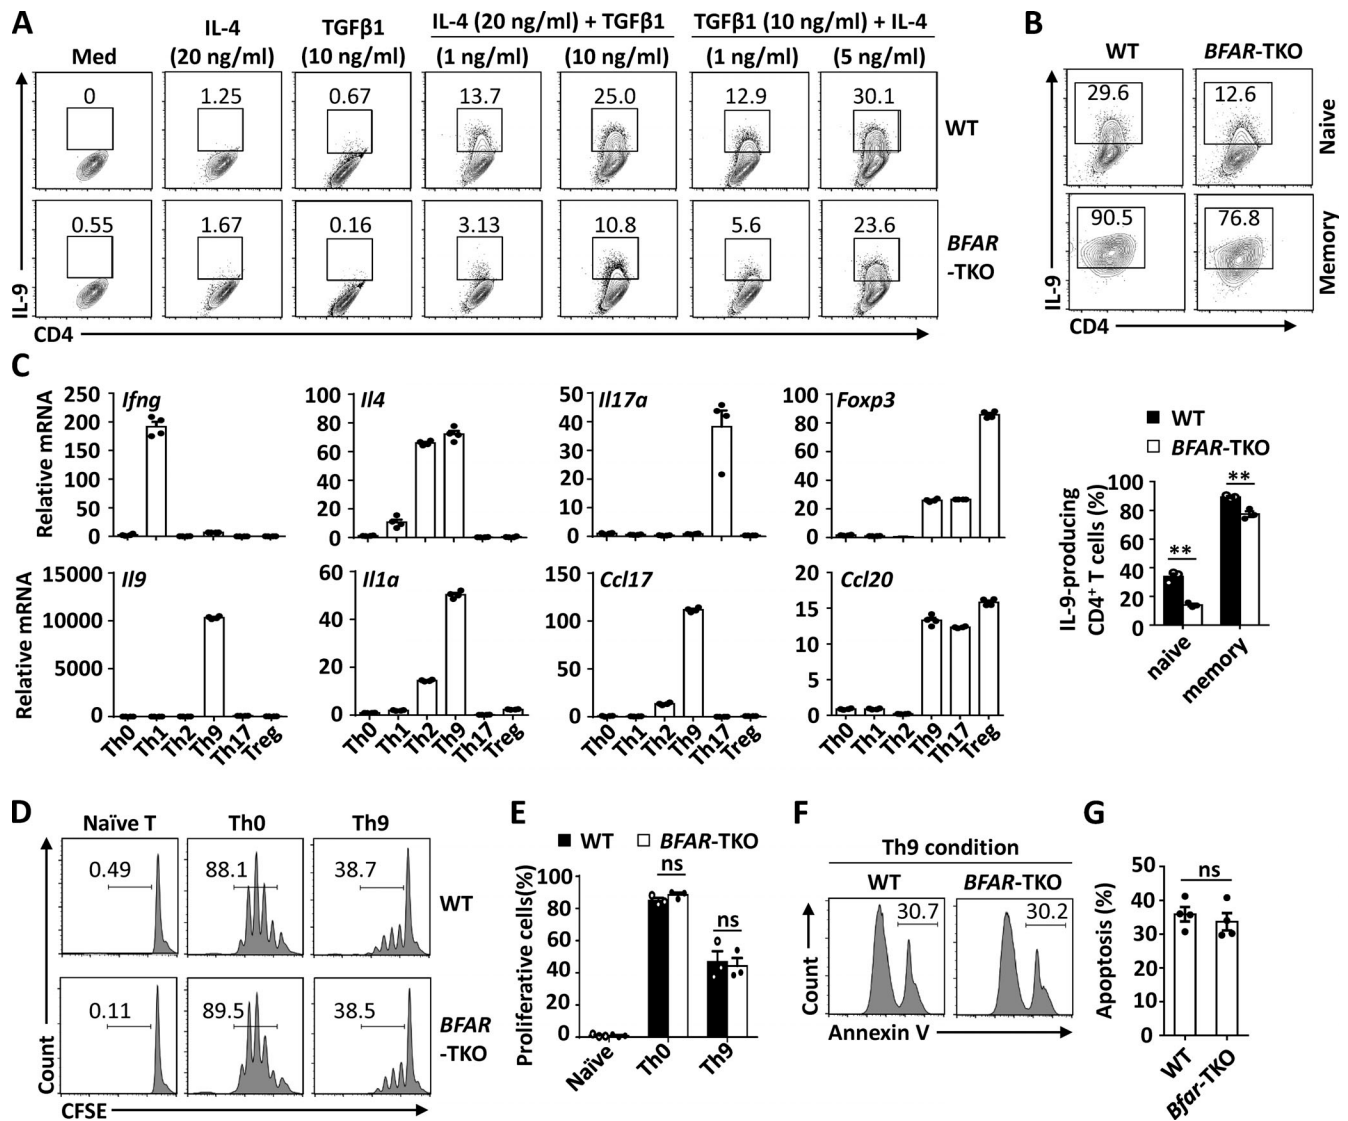 A
Med
IL-4
(20 ng/ml)
TGFβ1
(10 ng/ml)
IL-4 (20 ng/ml) + TGFβ1
(1 ng/ml)
(10 ng/ml)
TGFβ1 (10 ng/ml) + IL-4
(1 ng/ml)
(5 ng/ml)
0
1.25
0.67
13.7
25.0
12.9
30.1
WT
0.55
1.67
0.16
3.13
10.8
5.6
23.6
BFAR
-TKO
IL-9
CD4
B
WT
BFAR-TKO
29.6
12.6
Naive
90.5
76.8
Memory
IL-9
CD4
WT
BFAR-TKO
IL-9-producing
CD4+ T cells (%)
100
80
60
40
20
0
**
**
naive
memory
C
Relative mRNA
Ifng
250
200
150
100
50
0
Il4
100
80
60
40
20
0
Il17a
50
40
30
20
10
0
Foxp3
100
80
60
40
20
0
Relative mRNA
Il9
15000
10000
5000
0
Th0
Th1
Th2
Th9
Th17
Treg
Il1a
60
40
20
0
Th0
Th1
Th2
Th9
Th17
Treg
Ccl17
150
100
50
0
Th0
Th1
Th2
Th9
Th17
Treg
Ccl20
20
15
10
5
0
Th0
Th1
Th2
Th9
Th17
Treg
D
Naïve T
Th0
Th9
0.49
88.1
38.7
WT
0.11
89.5
38.5
BFAR
-TKO
Count
CFSE
E
WT
BFAR-TKO
Proliferative cells(%)
100
80
60
40
20
0
ns
ns
Naïve
Th0
Th9
F
Th9 condition
WT
BFAR-TKO
30.7
30.2
Count
Annexin V
G
Apoptosis (%)
50
40
30
20
10
0
ns
WT
Bfar-TKO